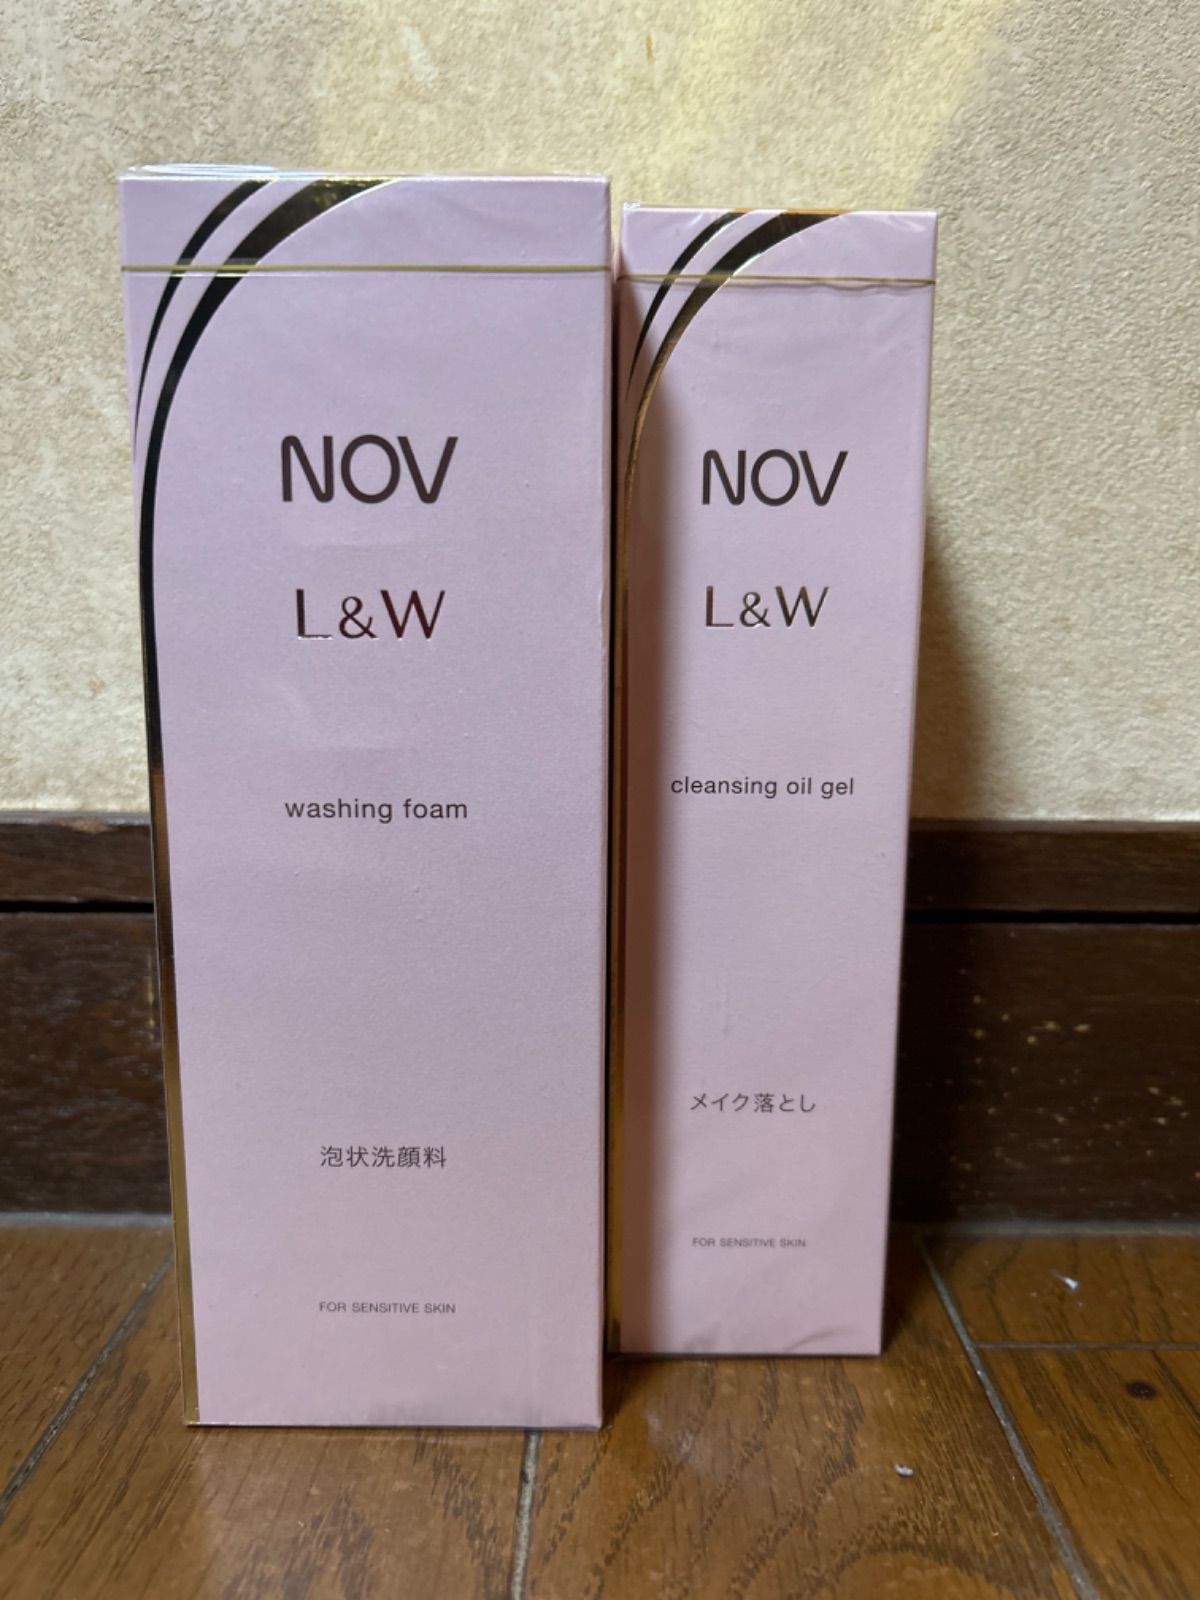 NOV
L&W
washing foam
泡状洗顔料
FOR SENSITIVE SKIN
NOV
L&W
cleansing oil gel
メイク落とし
FOR SENSITIVE SKIN